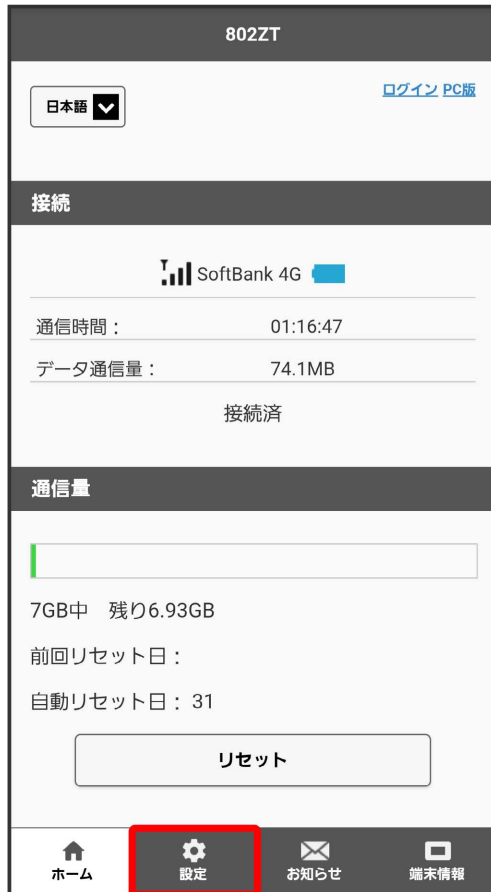 802ZT
日本語
ログイン PC版
接続
SoftBank 4G
通信時間： 01:16:47
データ通信量： 74.1MB
接続済
通信量
7GB中　残り6.93GB
前回リセット日：
自動リセット日：31
リセット
ホーム 設定 お知らせ 端末情報